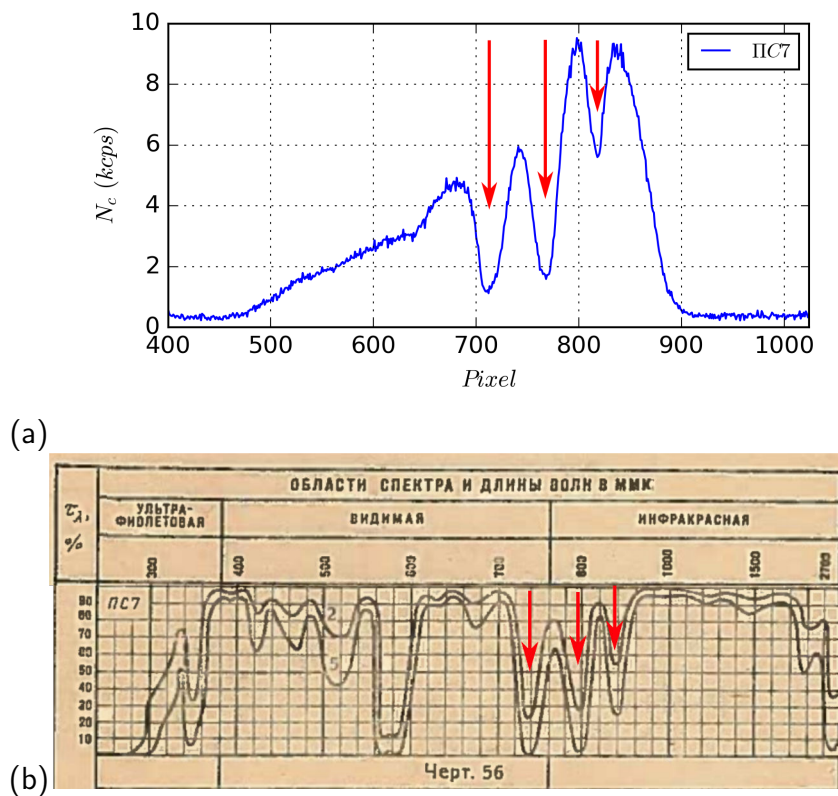 10
8
6
4
2
0
N_c (kcps)
ПС7
400 500 600 700 800 900 1000
Pixel
(a)
τλ, %
ОБЛАСТИ СПЕКТРА И ДЛИНЫ ВОЛН В ММК
УЛЬТРА-
ФИОЛЕТОВАЯ
ВИДИМАЯ
ИНФРАКРАСНАЯ
300 400 500 600 700 800 1000 1500 2700
ПС7
90
80
70
60
50
40
30
20
10
2
5
Черт. 56
(b)